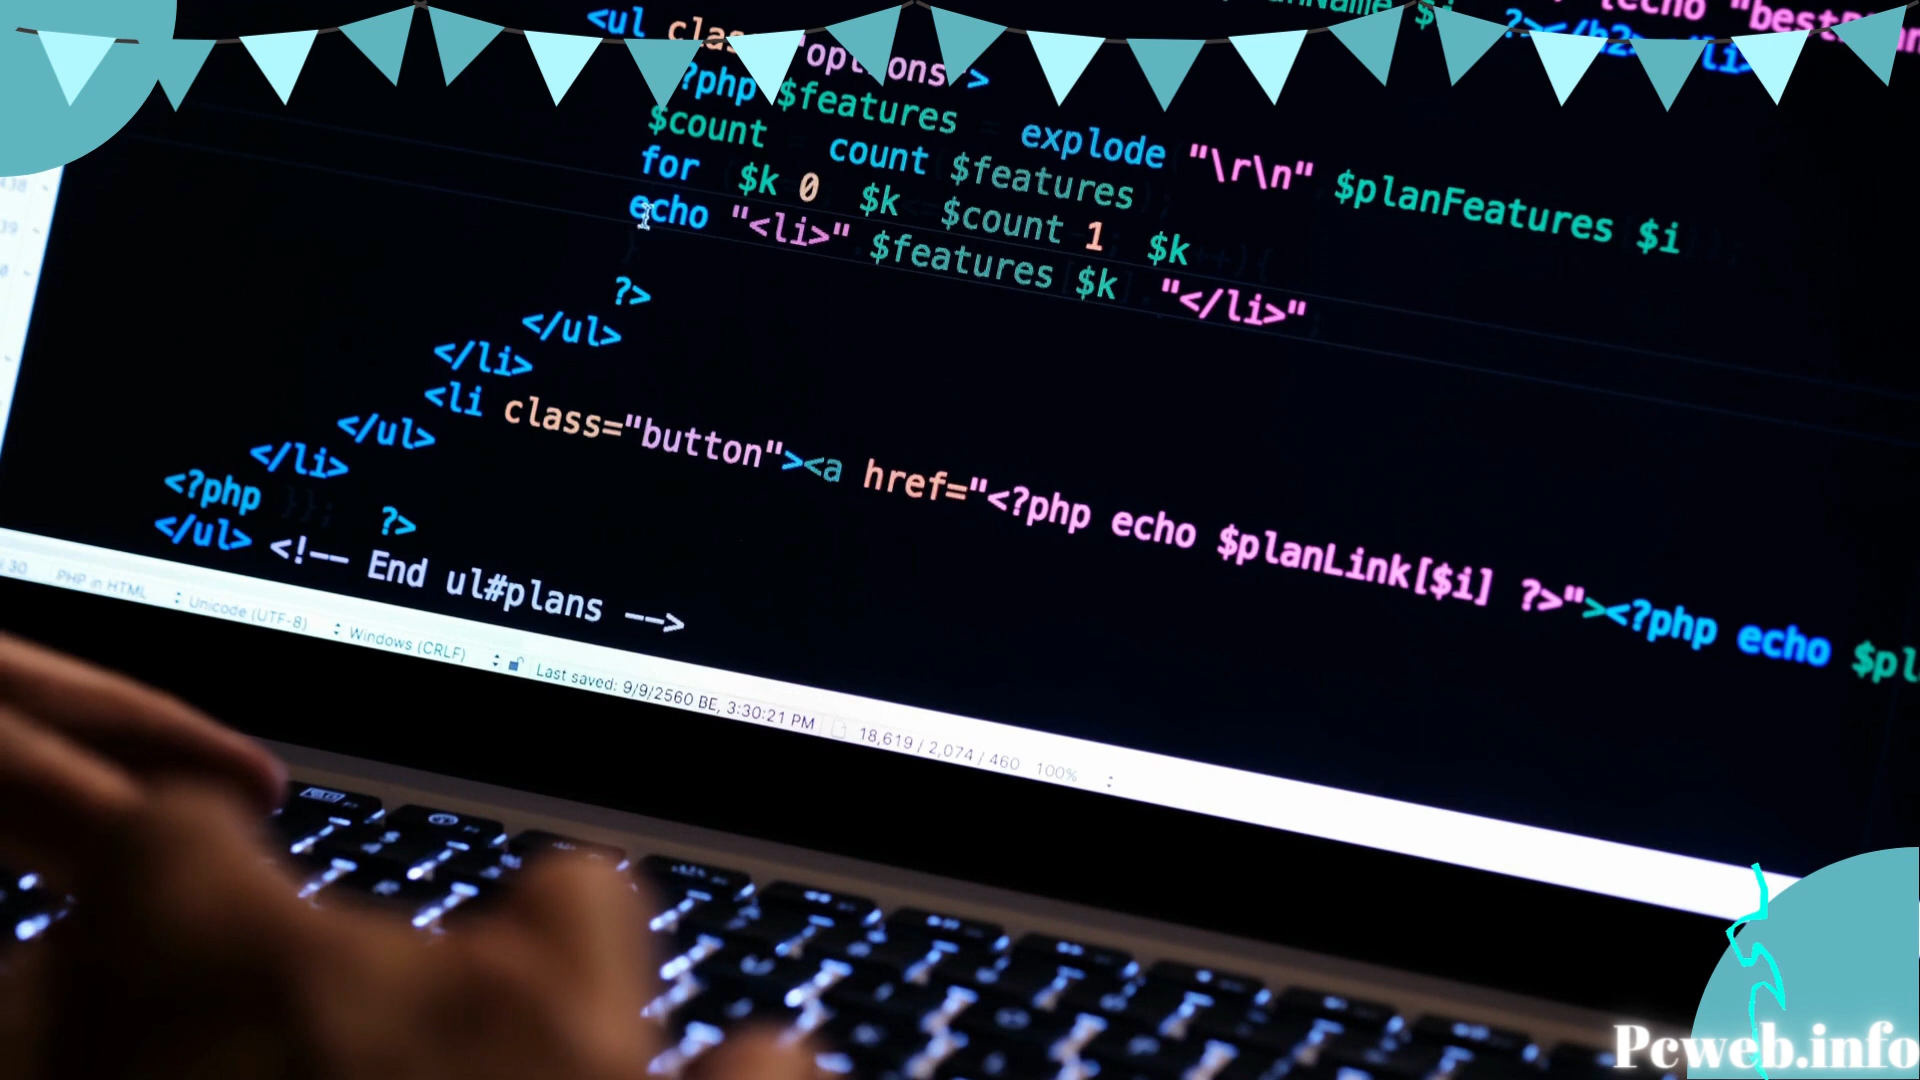 <ul class="options">
<?php $features = explode "\r\n" $planFeatures $i
$count = count $features);
for $k 0 $k $count 1 ; $k ++){
echo "<li>" $features $k "</li>"
}
?>
</ul>
</li>
<li class="button"><a href="<?php echo $planLink[$i] ?>"><?php echo
</ul>
</li>
<?php }}; ?>
</ul> <!-- End ul#plans -->
30 PHP in HTML Unicode (UTF-8) Windows (CRLF) Last saved: 9/9/2560 BE, 3:30:21 PM 18,619 / 2,074 / 460 100%
Pcweb.info